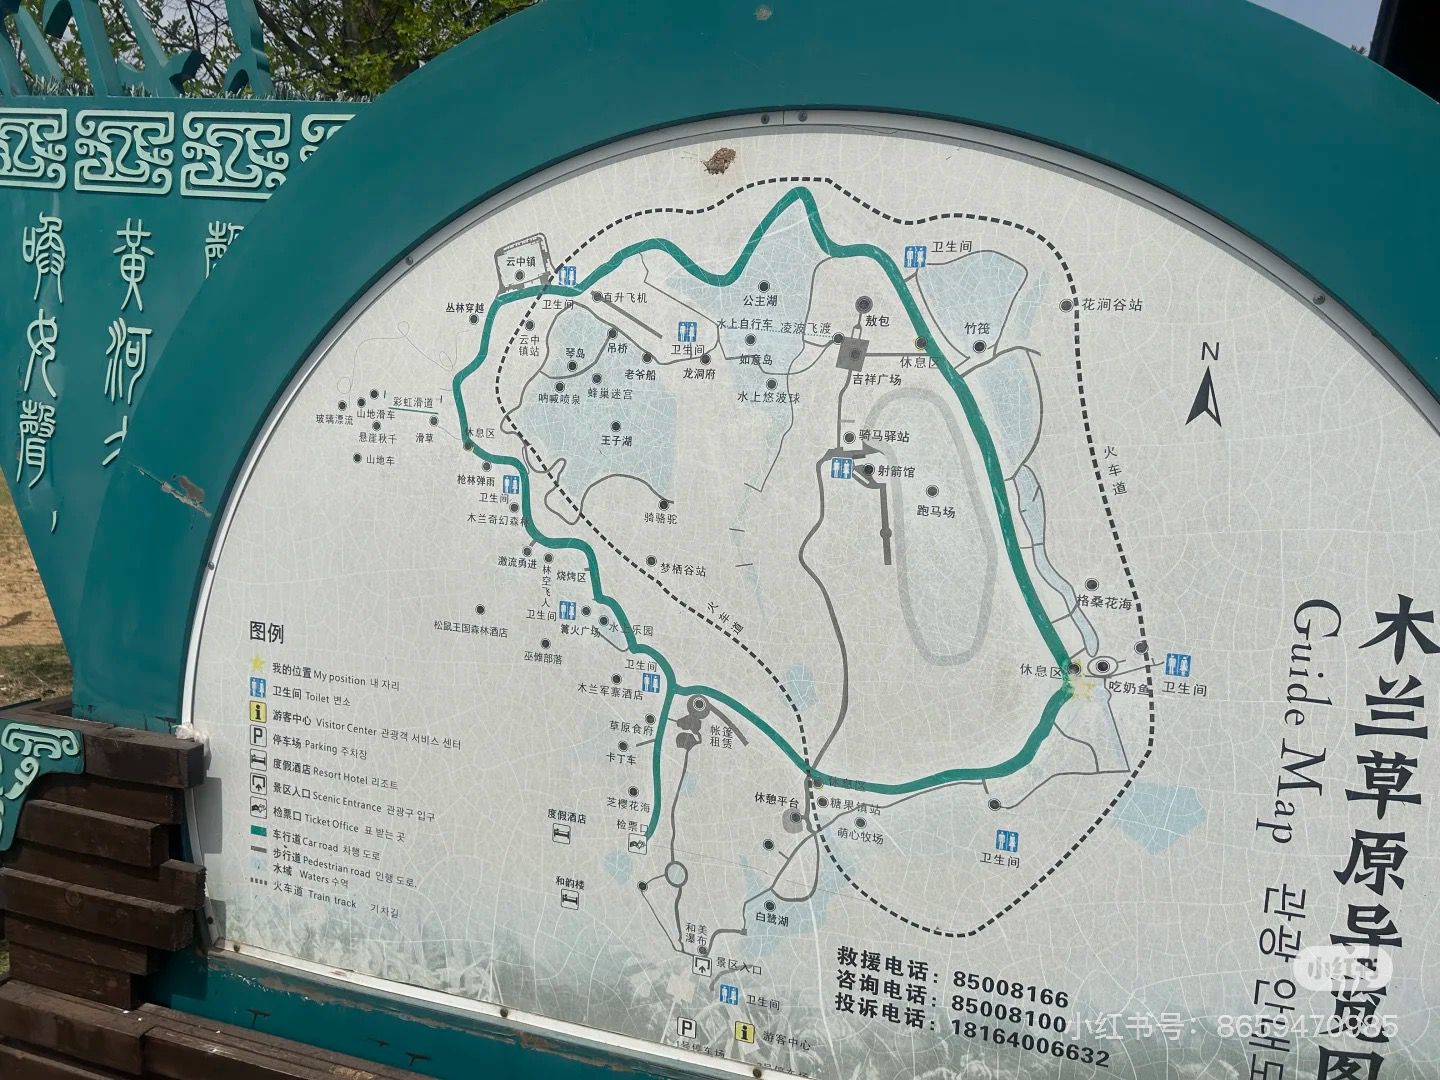 黄河
唤女聲
卫生间
云中镇
丛林穿越
卫生间
直升飞机
公主湖
敖包
花涧谷站
云中
镇站
琴岛
吊桥
卫生间
水上自行车
凌波飞渡
竹筏
老爷船
龙洞府
如意岛
休息区
吉祥广场
呐喊喷泉
蜂巢迷宫
水上悠波球
N
彩虹滑道
玻璃漂流
山地滑车
悬崖秋千
滑草
休息区
王子湖
骑马驿站
山地车
枪林弹雨
卫生间
射箭馆
火车道
木兰奇幻森林
骑骆驼
跑马场
激流勇进
林空飞人
烧烤区
梦栖谷站
卫生间
篝火广场
水上乐园
火车道
格桑花海
松鼠王国森林酒店
巫傩部落
卫生间
休息区
吃奶鱼
卫生间
木兰军寨酒店
草原食府
帐篷
租赁
卡丁车
芝樱花海
检票口
休息区
休憩平台
糖果镇站
萌心牧场
卫生间
度假酒店
和韵楼
白鹭湖
和美
瀑布
景区入口
卫生间
游客中心
1号停车场
图例
我的位置 My position 내 자리
卫生间 Toilet 변소
游客中心 Visitor Center 관광객 서비스 센터
停车场 Parking 주차장
度假酒店 Resort Hotel 리조트
景区入口 Scenic Entrance 관광구 입구
检票口 Ticket Office 표 받는 곳
车行道 Car road 차행 도로
步行道 Pedestrian road 인행 도로
水域 Waters 수역
火车道 Train track 기차길
救援电话：85008166
咨询电话：85008100
投诉电话：18164006632
木兰草原导览图
Guide Map
관광 안내도
小红书
小红书号：8659470985